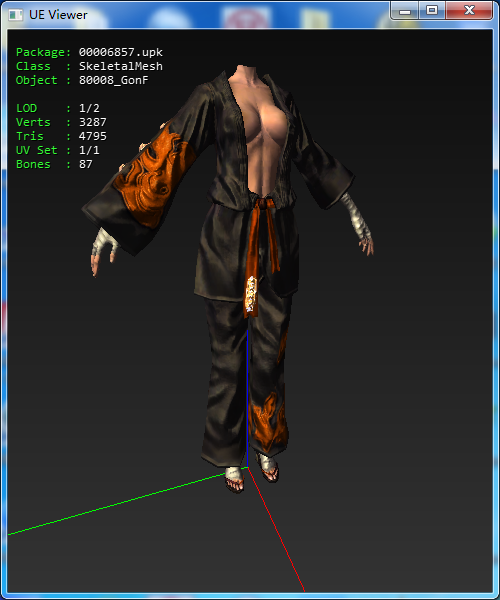 UE Viewer
Package: 00006857.upk
Class : SkeletalMesh
Object : 80008_GonF
LOD : 1/2
Verts : 3287
Tris : 4795
UV Set : 1/1
Bones : 87